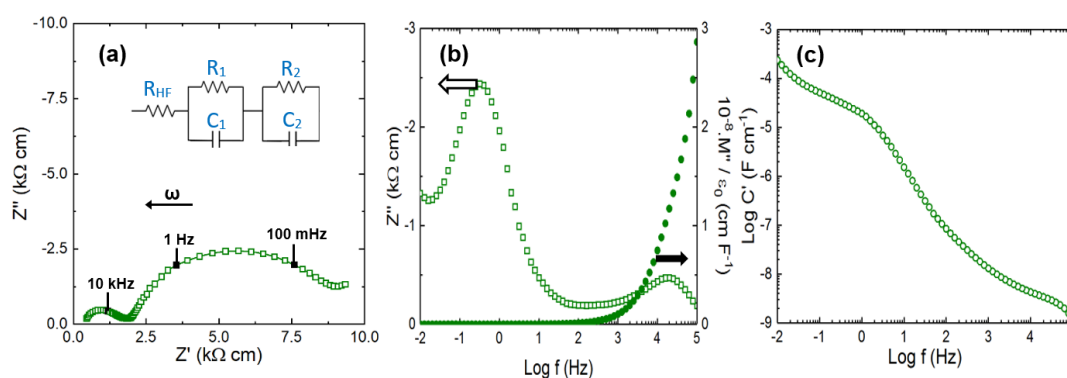 (a)
-10.0
-7.5
-5.0
-2.5
0.0
Z'' (kΩ cm)
R_HF
R₁
R₂
C₁
C₂
ω
10 kHz
1 Hz
100 mHz
0.0 2.5 5.0 7.5 10.0
Z' (kΩ cm)
(b)
-3
-2
-1
0
Z'' (kΩ cm)
3
2
1
0
10⁻⁸·M'' / ε₀ (cm F⁻¹)
-2 -1 0 1 2 3 4 5
Log f (Hz)
(c)
-4
-5
-6
-7
-8
-9
Log C' (F cm⁻¹)
-2 -1 0 1 2 3 4 5
Log f (Hz)